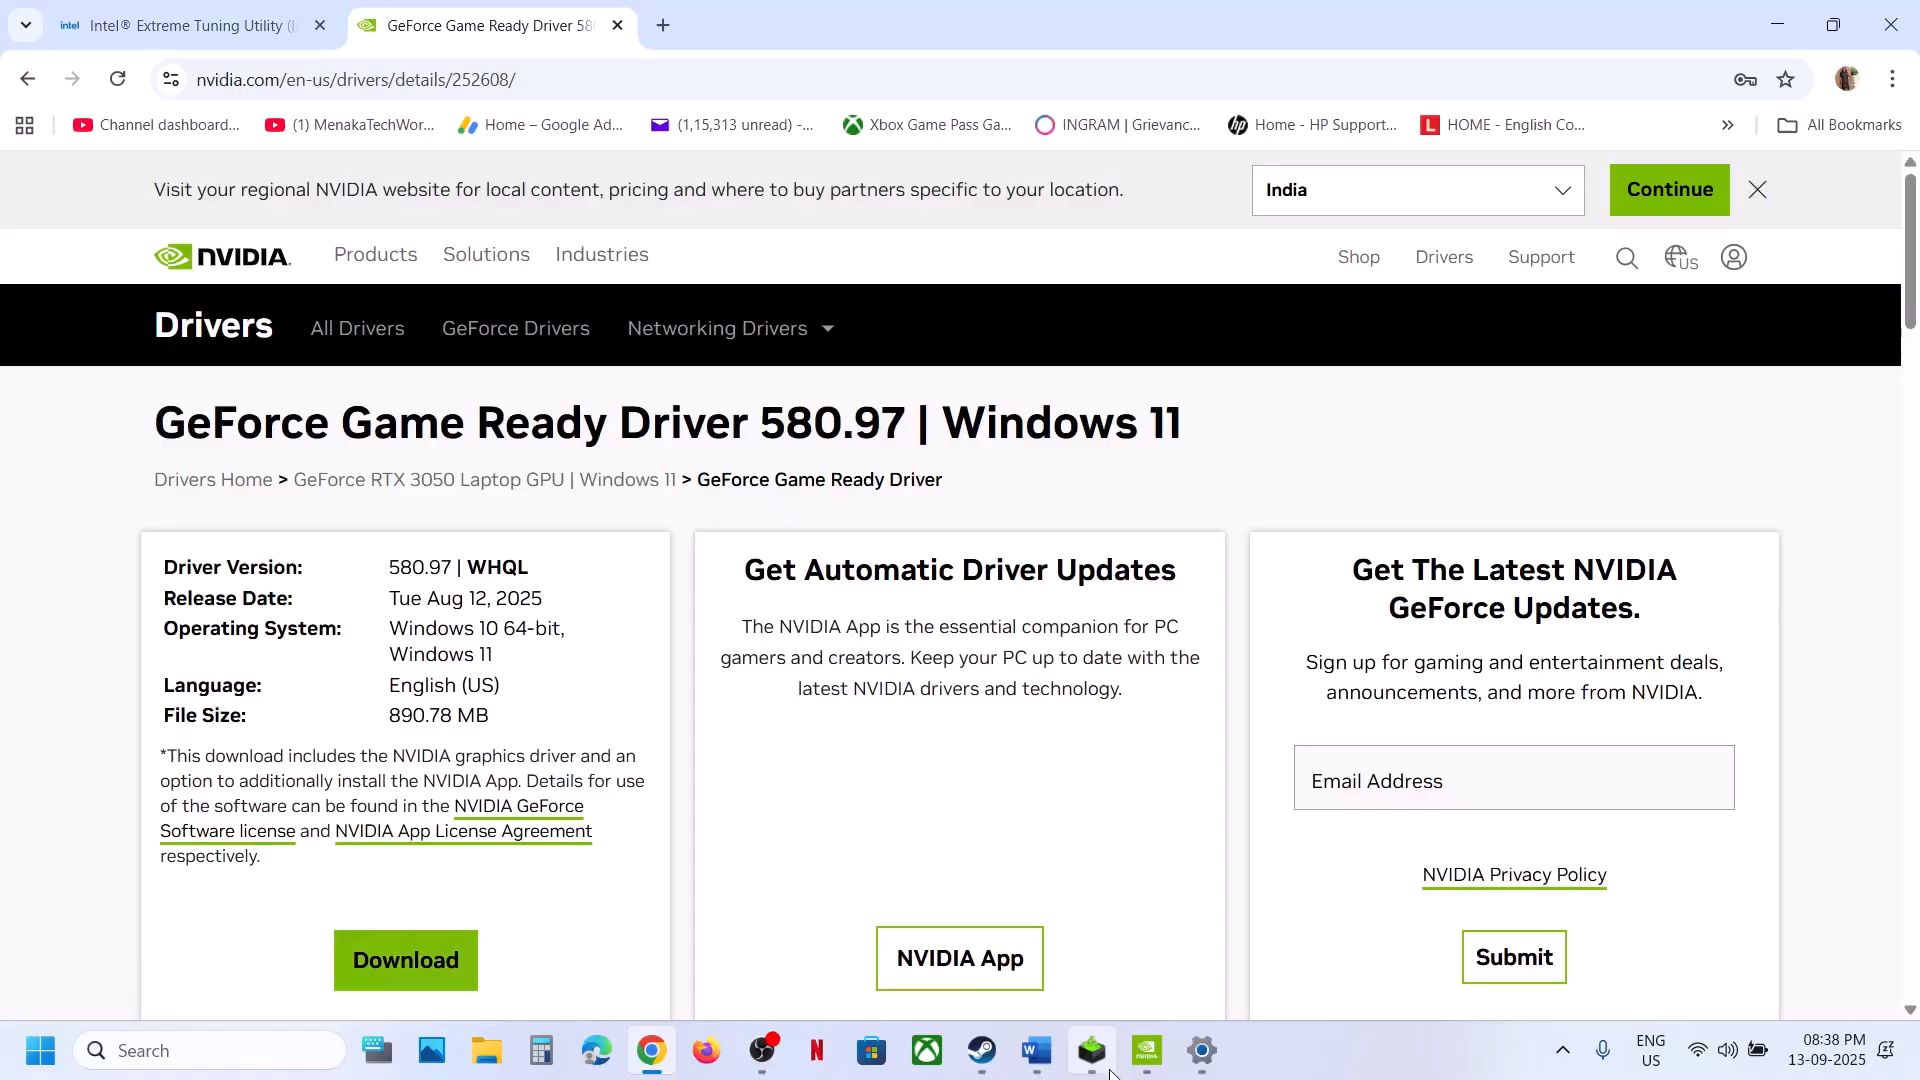 intel Intel® Extreme Tuning Utility (I
GeForce Game Ready Driver 58
nvidia.com/en-us/drivers/details/252608/
Channel dashboard...
(1) MenakaTechWor...
Home – Google Ad...
(1,15,313 unread) -...
Xbox Game Pass Ga...
INGRAM | Grievanc...
hp Home - HP Support...
L HOME - English Co...
All Bookmarks
Visit your regional NVIDIA website for local content, pricing and where to buy partners specific to your location.
India
Continue
NVIDIA.
Products
Solutions
Industries
Shop
Drivers
Support
US
Drivers
All Drivers
GeForce Drivers
Networking Drivers
GeForce Game Ready Driver 580.97 | Windows 11
Drivers Home > GeForce RTX 3050 Laptop GPU | Windows 11 > GeForce Game Ready Driver
Driver Version: 580.97 | WHQL
Release Date: Tue Aug 12, 2025
Operating System: Windows 10 64-bit,
Windows 11
Language: English (US)
File Size: 890.78 MB
*This download includes the NVIDIA graphics driver and an
option to additionally install the NVIDIA App. Details for use
of the software can be found in the NVIDIA GeForce
Software license and NVIDIA App License Agreement
respectively.
Download
Get Automatic Driver Updates
The NVIDIA App is the essential companion for PC
gamers and creators. Keep your PC up to date with the
latest NVIDIA drivers and technology.
NVIDIA App
Get The Latest NVIDIA
GeForce Updates.
Sign up for gaming and entertainment deals,
announcements, and more from NVIDIA.
Email Address
NVIDIA Privacy Policy
Submit
Search
ENG
US
08:38 PM
13-09-2025